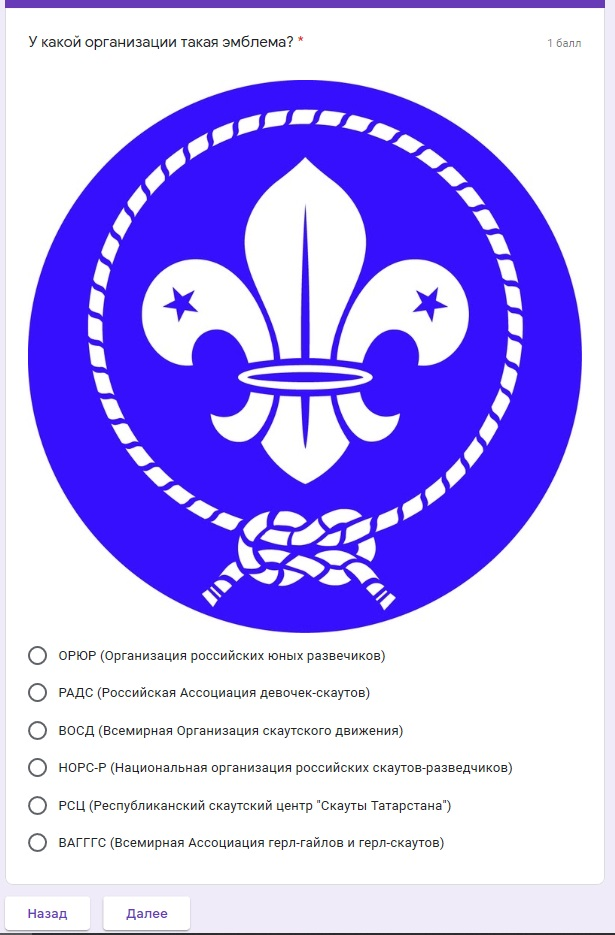 У какой организации такая эмблема? *
1 балл
ОРЮР (Организация российских юных развечиков)
РАДС (Российская Ассоциация девочек-скаутов)
ВОСД (Всемирная Организация скаутского движения)
НОРС-Р (Национальная организация российских скаутов-разведчиков)
РСЦ (Республиканский скаутский центр "Скауты Татарстана")
ВАГГГС (Всемирная Ассоциация герл-гайлов и герл-скаутов)
Назад Далее